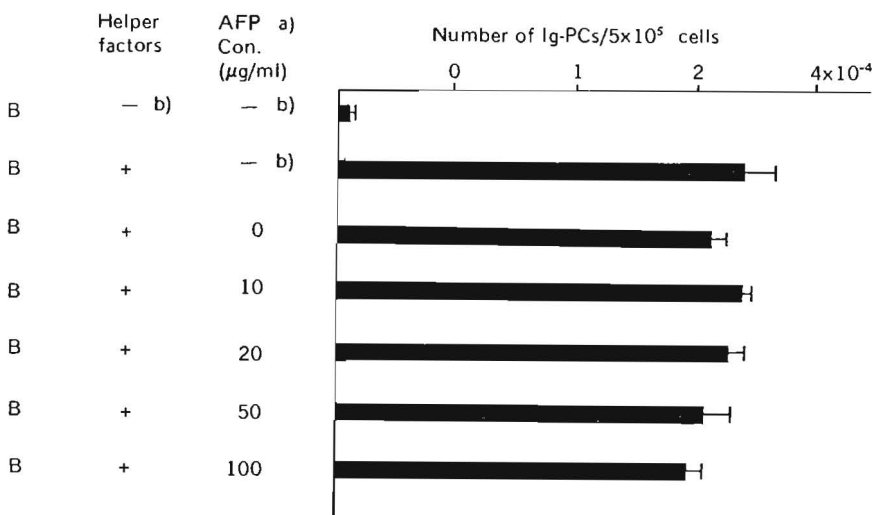 Helper factors
AFP a) Con. (μg/ml)
Number of Ig-PCs/5x10⁵ cells
0 1 2 4x10⁻⁴
B — b) — b)
B + — b)
B + 0
B + 10
B + 20
B + 50
B + 100